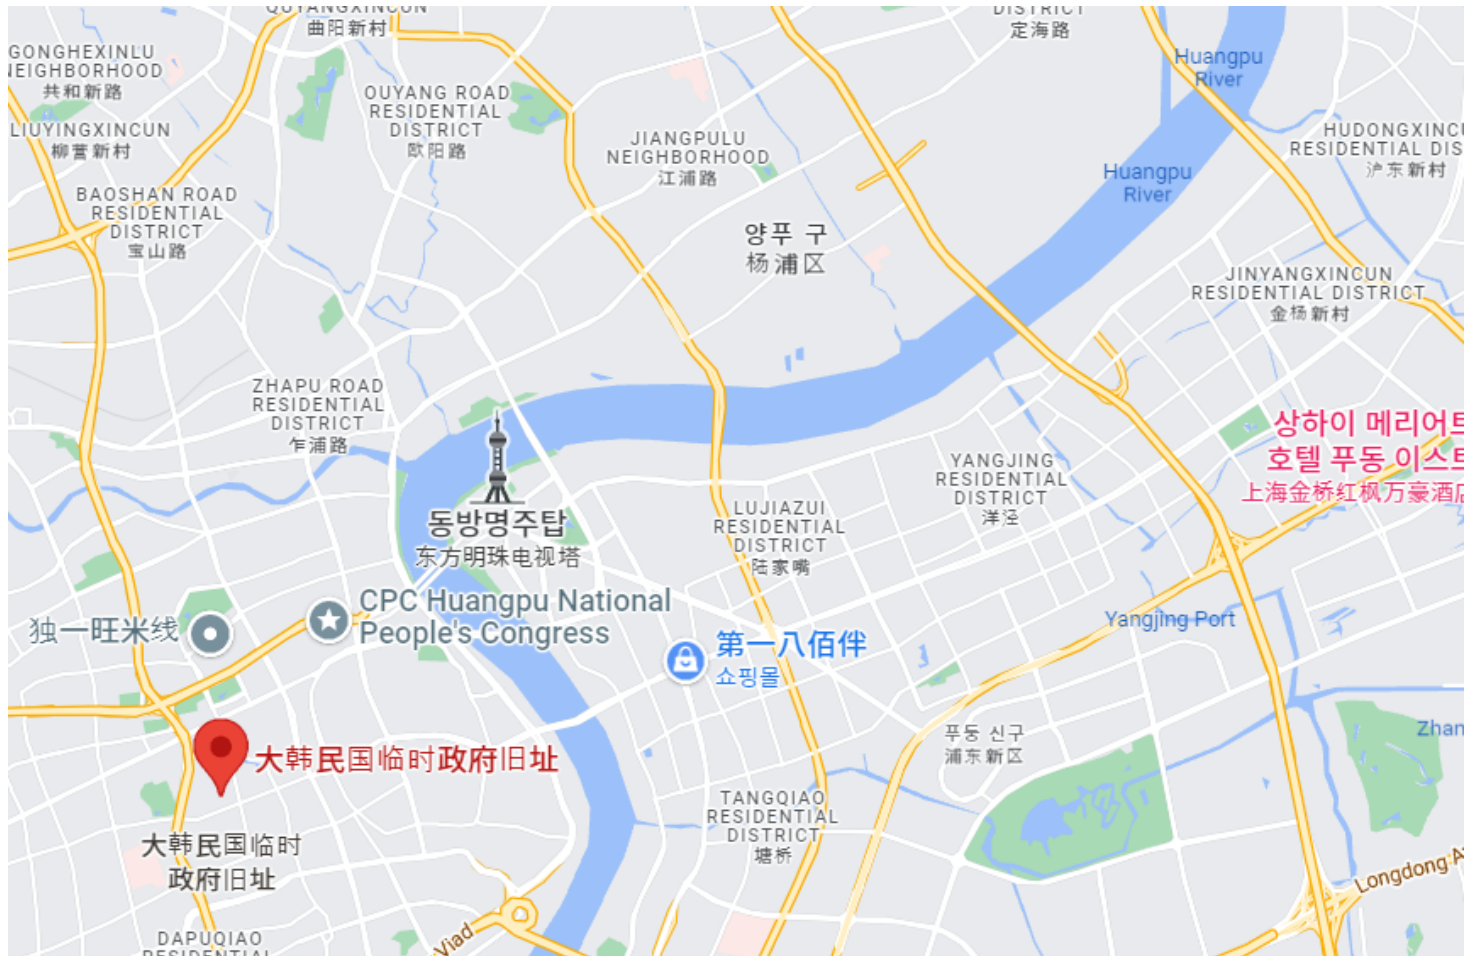 QUYANGXINCUN
曲阳新村
DISTRICT
定海路
GONGHEXINLU
NEIGHBORHOOD
共和新路
Huangpu
River
OUYANG ROAD
RESIDENTIAL
DISTRICT
欧阳路
LIUYINGXINCUN
柳营新村
JIANGPULU
NEIGHBORHOOD
江浦路
HUDONGXINCU
RESIDENTIAL DIS
沪东新村
Huangpu
River
BAOSHAN ROAD
RESIDENTIAL
DISTRICT
宝山路
양푸 구
杨浦区
JINYANGXINCUN
RESIDENTIAL DISTRICT
金杨新村
ZHAPU ROAD
RESIDENTIAL
DISTRICT
乍浦路
상하이 메리어트
호텔 푸동 이스트
上海金桥红枫万豪酒店
YANGJING
RESIDENTIAL
DISTRICT
洋泾
동방명주탑
东方明珠电视塔
LUJIAZUI
RESIDENTIAL
DISTRICT
陆家嘴
CPC Huangpu National
People's Congress
独一旺米线
Yangjing Port
第一八佰伴
쇼핑몰
푸동 신구
浦东新区
Zhan
大韩民国临时政府旧址
大韩民国临时
政府旧址
TANGQIAO
RESIDENTIAL
DISTRICT
塘桥
Longdong A
Viad
DAPUQIAO
RESIDENTIAL